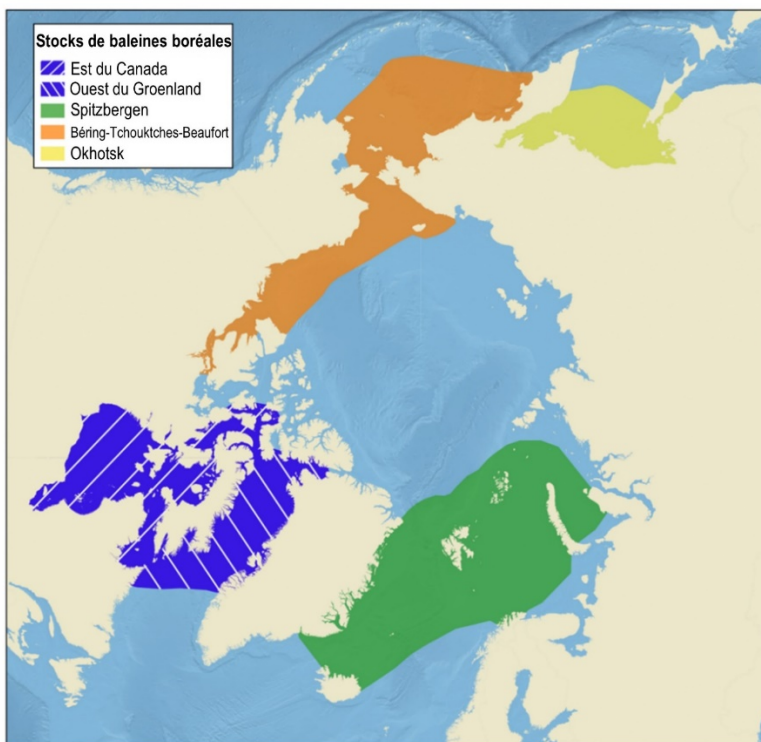 Stocks de baleines boréales
Est du Canada
Ouest du Groenland
Spitzbergen
Béring-Tchouktches-Beaufort
Okhotsk